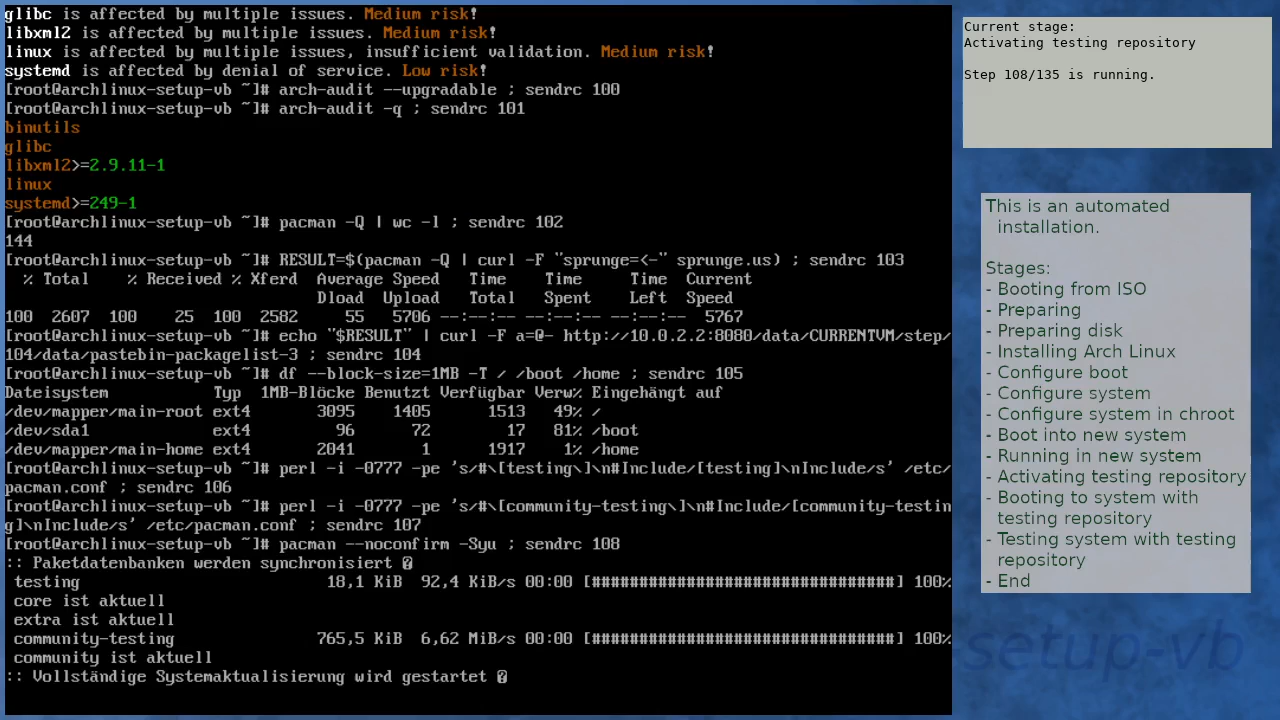 glibc is affected by multiple issues. Medium risk!
libxml2 is affected by multiple issues. Medium risk!
linux is affected by multiple issues, insufficient validation. Medium risk!
systemd is affected by denial of service. Low risk!
[root@archlinux-setup-vb ~]# arch-audit --upgradable ; sendrc 100
[root@archlinux-setup-vb ~]# arch-audit -q ; sendrc 101
binutils
glibc
libxml2>=2.9.11-1
linux
systemd>=249-1
[root@archlinux-setup-vb ~]# pacman -Q | wc -l ; sendrc 102
144
[root@archlinux-setup-vb ~]# RESULT=$(pacman -Q | curl -F "sprunge=<-" sprunge.us) ; sendrc 103
  % Total    % Received % Xferd  Average Speed   Time    Time     Time  Current
                                 Dload  Upload   Total   Spent    Left  Speed
100  2607  100    25  100  2582     55   5706 --:--:-- --:--:-- --:--:--  5767
[root@archlinux-setup-vb ~]# echo "$RESULT" | curl -F a=@- http://10.0.2.2:8080/data/CURRENTVM/step/
104/data/pastebin-packagelist-3 ; sendrc 104
[root@archlinux-setup-vb ~]# df --block-size=1MB -T / /boot /home ; sendrc 105
Dateisystem           Typ  1MB-Blöcke Benutzt Verfügbar Verw% Eingehängt auf
/dev/mapper/main-root ext4       3095    1405      1513   49% /
/dev/sda1             ext4         96      72        17   81% /boot
/dev/mapper/main-home ext4       2041       1      1917    1% /home
[root@archlinux-setup-vb ~]# perl -i -0777 -pe 's/#\[testing\]\n#Include/[testing]\nInclude/s' /etc/
pacman.conf ; sendrc 106
[root@archlinux-setup-vb ~]# perl -i -0777 -pe 's/#\[community-testing\]\n#Include/[community-testin
g]\nInclude/s' /etc/pacman.conf ; sendrc 107
[root@archlinux-setup-vb ~]# pacman --noconfirm -Syu ; sendrc 108
:: Paketdatenbanken werden synchronisiert �
 testing                          18,1 KiB  92,4 KiB/s 00:00 [################################] 100%
 core ist aktuell
 extra ist aktuell
 community-testing               765,5 KiB  6,62 MiB/s 00:00 [################################] 100%
 community ist aktuell
:: Vollständige Systemaktualisierung wird gestartet �
Current stage:
Activating testing repository
Step 108/135 is running.
This is an automated
installation.
Stages:
- Booting from ISO
- Preparing
- Preparing disk
- Installing Arch Linux
- Configure boot
- Configure system
- Configure system in chroot
- Boot into new system
- Running in new system
- Activating testing repository
- Booting to system with
testing repository
- Testing system with testing
repository
- End
setup-vb